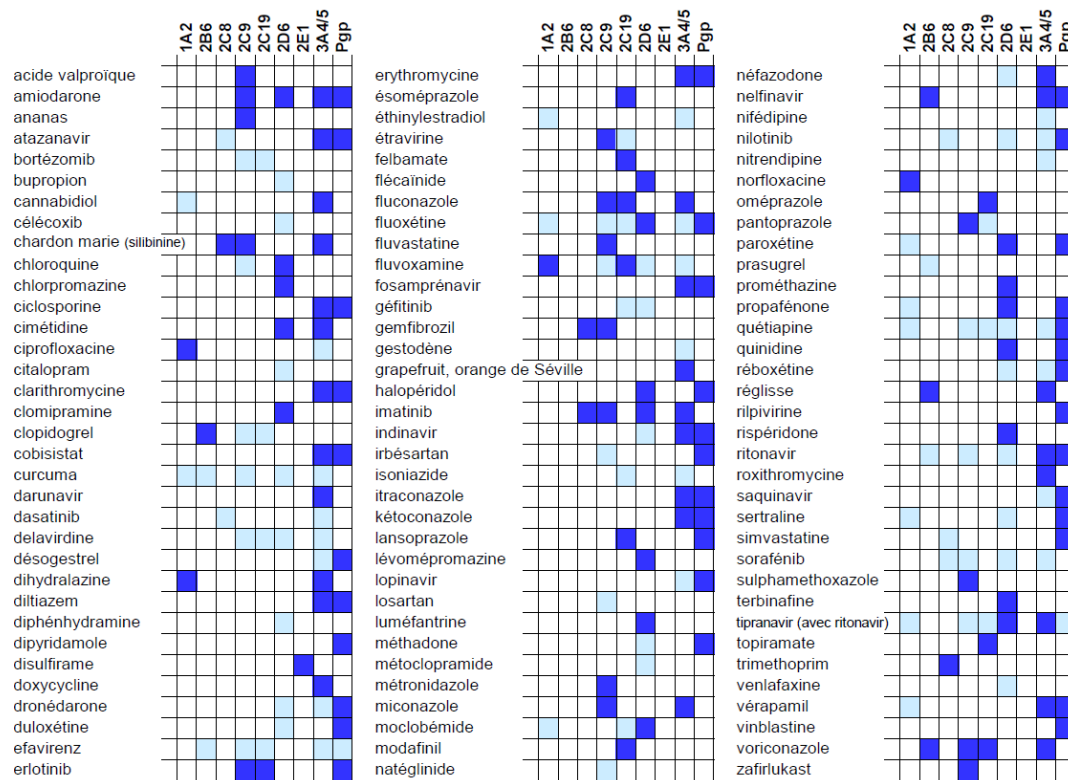 1A2 2B6 2C8 2C9 2C19 2D6 2E1 3A4/5 Pgp
acide valproïque
amiodarone
ananas
atazanavir
bortézomib
bupropion
cannabidiol
célécoxib
chardon marie (silibinine)
chloroquine
chlorpromazine
ciclosporine
cimétidine
ciprofloxacine
citalopram
clarithromycine
clomipramine
clopidogrel
cobisistat
curcuma
darunavir
dasatinib
delavirdine
désogestrel
dihydralazine
diltiazem
diphénhydramine
dipyridamole
disulfirame
doxycycline
dronédarone
duloxétine
efavirenz
erlotinib
1A2 2B6 2C8 2C9 2C19 2D6 2E1 3A4/5 Pgp
erythromycine
ésoméprazole
éthinylestradiol
étravirine
felbamate
flécaïnide
fluconazole
fluoxétine
fluvastatine
fluvoxamine
fosamprénavir
géfitinib
gemfibrozil
gestodène
grapefruit, orange de Séville
halopéridol
imatinib
indinavir
irbésartan
isoniazide
itraconazole
kétoconazole
lansoprazole
lévomépromazine
lopinavir
losartan
luméfantrine
méthadone
métoclopramide
métronidazole
miconazole
moclobémide
modafinil
natéglinide
1A2 2B6 2C8 2C9 2C19 2D6 2E1 3A4/5 Pgp
néfazodone
nelfinavir
nifédipine
nilotinib
nitrendipine
norfloxacine
oméprazole
pantoprazole
paroxétine
prasugrel
prométhazine
propafénone
quétiapine
quinidine
réboxétine
réglisse
rilpivirine
rispéridone
ritonavir
roxithromycine
saquinavir
sertraline
simvastatine
sorafénib
sulphamethoxazole
terbinafine
tipranavir (avec ritonavir)
topiramate
trimethoprim
venlafaxine
vérapamil
vinblastine
voriconazole
zafirlukast